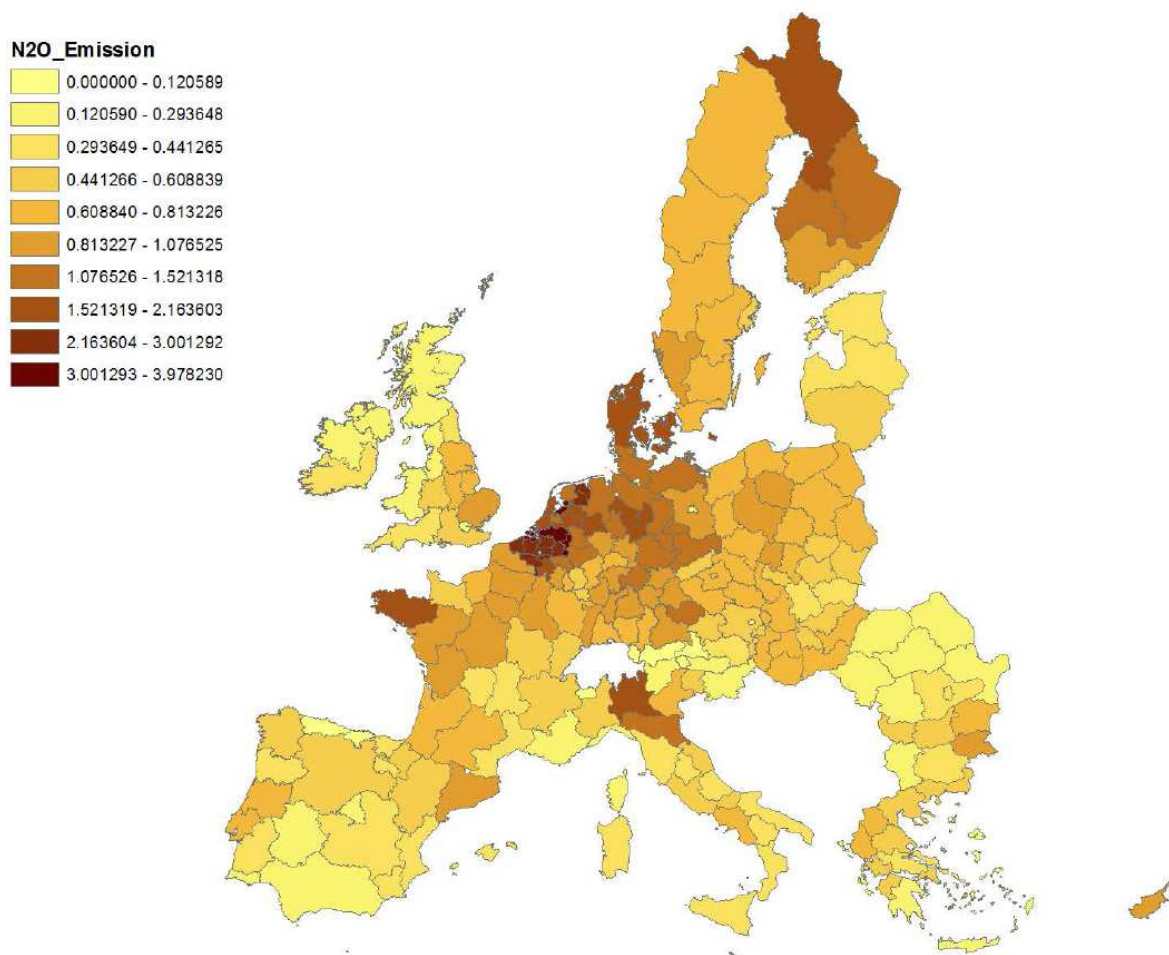 N2O_Emission
0.000000 - 0.120589
0.120590 - 0.293648
0.293649 - 0.441265
0.441266 - 0.608839
0.608840 - 0.813226
0.813227 - 1.076525
1.076526 - 1.521318
1.521319 - 2.163603
2.163604 - 3.001292
3.001293 - 3.978230